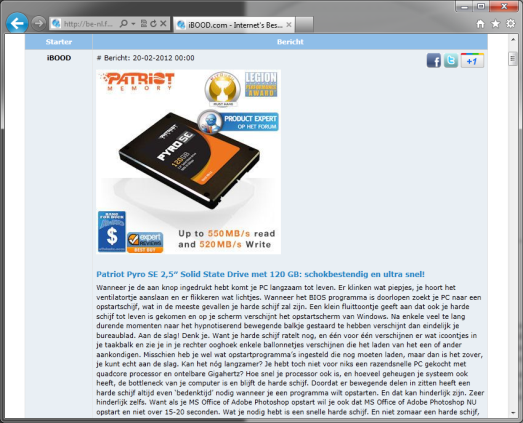 http://be-nl.f...
iBOOD.com - Internet's Bes...
Starter Bericht
iBOOD # Bericht: 20-02-2012 00:00
+1
PATRIOT
MEMORY
LEGION
PERFORMANCE
AWARD
MUST HAVE
PRODUCT EXPERT
OP HET FORUM
PATRIOT
PYRO SE
120GB
BANG
FOR BUCK
$
expert
REVIEWS
BEST BUY
Up to 550MB/s read
and 520MB/s Write
Patriot Pyro SE 2,5" Solid State Drive met 120 GB: schokbestendig en ultra snel!
Wanneer je de aan knop ingedrukt hebt komt je PC langzaam tot leven. Er klinken wat piepjes, je hoort het
ventilatortje aanslaan en er flikkeren wat lichtjes. Wanneer het BIOS programma is doorlopen zoekt je PC naar een
opstartschijf, wat in de meeste gevallen je harde schijf zal zijn. Een klein fluittoontje geeft aan dat ook je harde
schijf tot leven is gekomen en op je scherm verschijnt het opstartscherm van Windows. Na enkele veel te lang
durende momenten naar het hypnotiserend bewegende balkje gestaard te hebben verschijnt dan eindelijk je
bureaublad. Aan de slag! Denk je. Want je harde schijf ratelt nog, en één voor één verschijnen er wat icoontjes in
je taakbalk en zie je in je rechter ooghoek enkele ballonnetjes verschijnen die het laden van het een of ander
aankondigen. Misschien heb je wel wat opstartprogramma's ingesteld die nog moeten laden, maar dan is het zover,
je kunt echt aan de slag. Kan het nóg langzamer? Je hebt toch niet voor niks een razendsnelle PC gekocht met
quadcore processor en ontelbare Gigahertz? Hoe snel je processor ook is, en hoeveel geheugen je systeem ook
heeft, de bottleneck van je computer is en blijft de harde schijf. Doordat er bewegende delen in zitten heeft een
harde schijf altijd even 'bedenktijd' nodig wanneer je een programma wilt opstarten. En dat kan hinderlijk zijn. Zeer
hinderlijk zelfs. Want als je MS Office of Adobe Photoshop opstart wil je ook dat MS Office of Adobe Photoshop NU
opstart en niet over 15-20 seconden. Wat je nodig hebt is een snelle harde schijf. En niet zomaar een harde schijf,